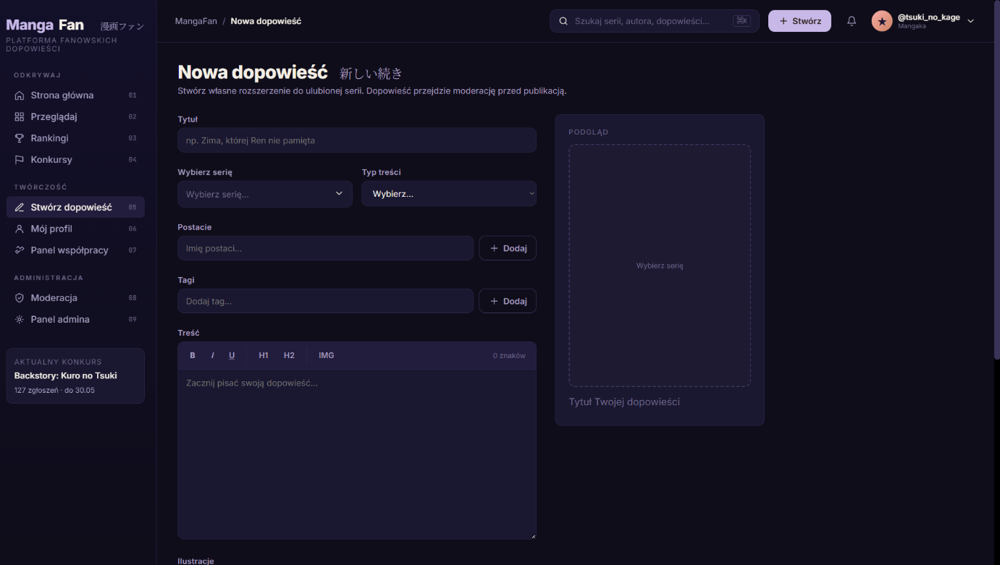 Manga Fan 漫画ファン
PLATFORMA FANOWSKICH
DOPOWIEŚCI
ODKRYWAJ
Strona główna 01
Przeglądaj 02
Rankingi 03
Konkursy 04
TWÓRCZOŚĆ
Stwórz dopowieść 05
Mój profil 06
Panel współpracy 07
ADMINISTRACJA
Moderacja 08
Panel admina 09
AKTUALNY KONKURS
Backstory: Kuro no Tsuki
127 zgłoszeń · do 30.05
MangaFan / Nowa dopowieść
Szukaj serii, autora, dopowieści... ⌘K
+ Stwórz
@tsuki_no_kage
Mangaka
Nowa dopowieść 新しい続き
Stwórz własne rozszerzenie do ulubionej serii. Dopowieść przejdzie moderację przed publikacją.
Tytuł
np. Zima, której Ren nie pamięta
Wybierz serię Typ treści
Wybierz serię... Wybierz...
Postacie
Imię postaci... + Dodaj
Tagi
Dodaj tag... + Dodaj
Treść
B I U H1 H2 IMG 0 znaków
Zacznij pisać swoją dopowieść...
Ilustracje
PODGLĄD
Wybierz serię
Tytuł Twojej dopowieści